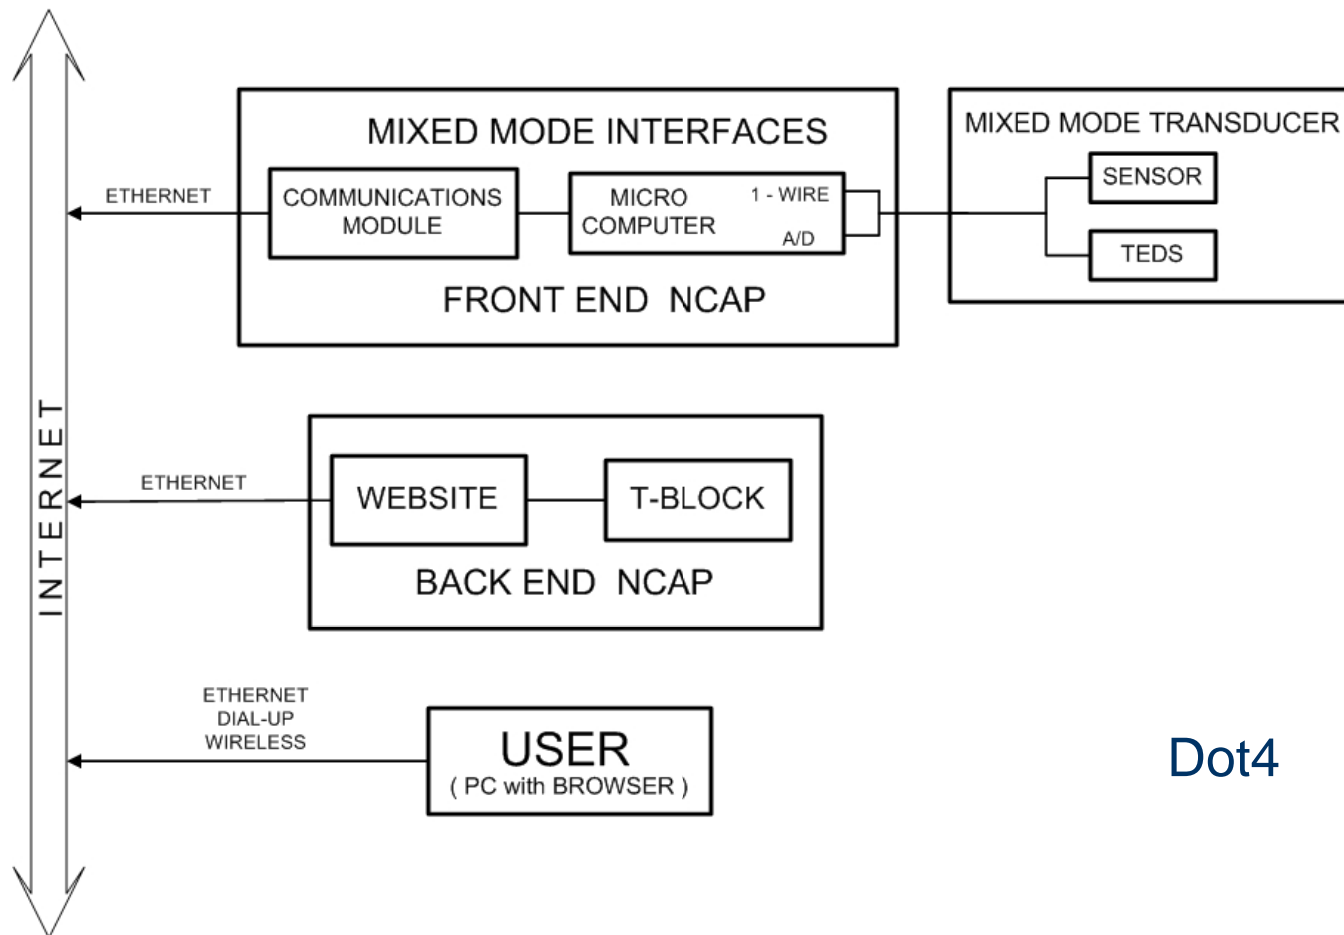 MIXED MODE INTERFACES
MIXED MODE TRANSDUCER
ETHERNET
COMMUNICATIONS
MODULE
MICRO
COMPUTER
1 - WIRE
A/D
SENSOR
TEDS
FRONT END NCAP
INTERNET
ETHERNET
WEBSITE
T-BLOCK
BACK END NCAP
ETHERNET
DIAL-UP
WIRELESS
USER
( PC with BROWSER )
Dot4